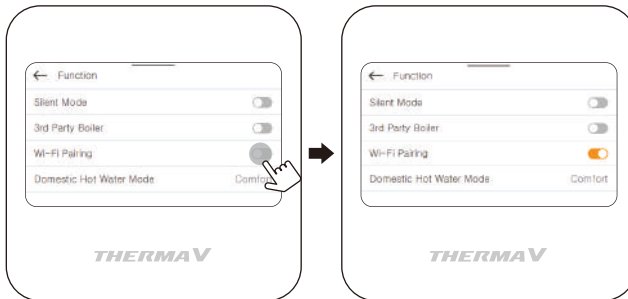 ← Function
Silent Mode
3rd Party Boiler
Wi-Fi Pairing
Domestic Hot Water Mode Comfort
THERMAV
← Function
Silent Mode
3rd Party Boiler
Wi-Fi Pairing
Domestic Hot Water Mode Comfort
THERMAV